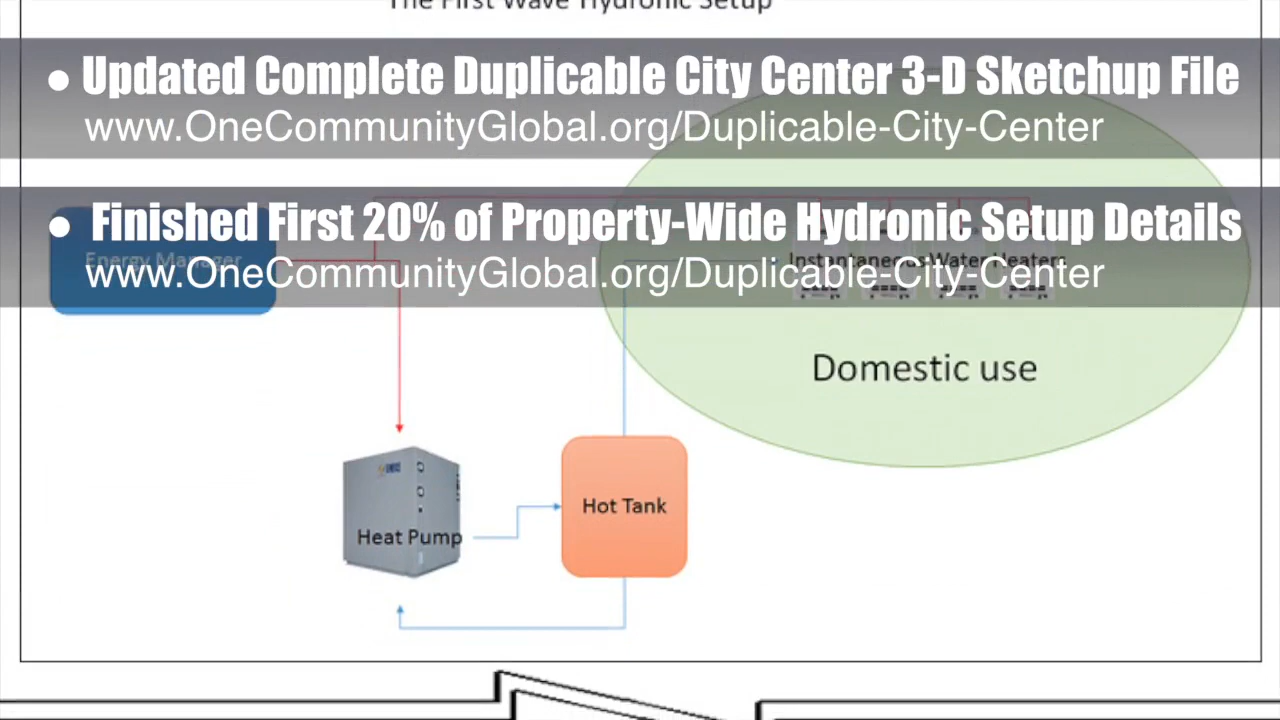 The First Wave Hydronic Setup
● Updated Complete Duplicable City Center 3-D Sketchup File
www.OneCommunityGlobal.org/Duplicable-City-Center
● Finished First 20% of Property-Wide Hydronic Setup Details
Energy Manager
Instantaneous Water Heaters
www.OneCommunityGlobal.org/Duplicable-City-Center
Domestic use
Hot Tank
Heat Pump